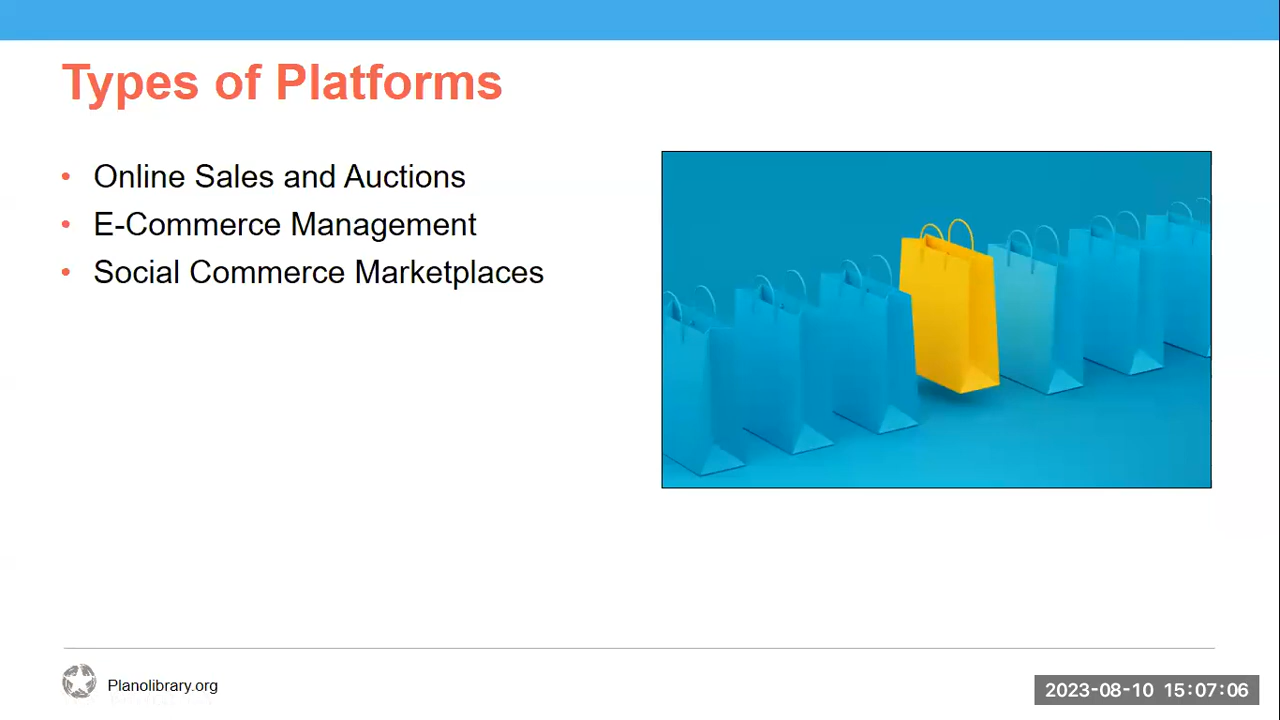 Types of Platforms
• Online Sales and Auctions
• E-Commerce Management
• Social Commerce Marketplaces
Planolibrary.org
2023-08-10 15:07:06